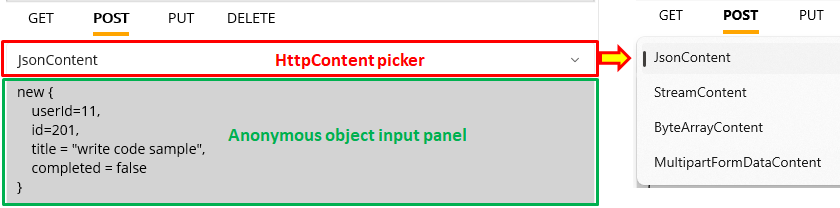 GET POST PUT DELETE
JsonContent HttpContent picker
new {
userId=11,
id=201,
title = "write code sample",
completed = false
}
Anonymous object input panel
GET POST PUT
JsonContent
StreamContent
ByteArrayContent
MultipartFormDataContent